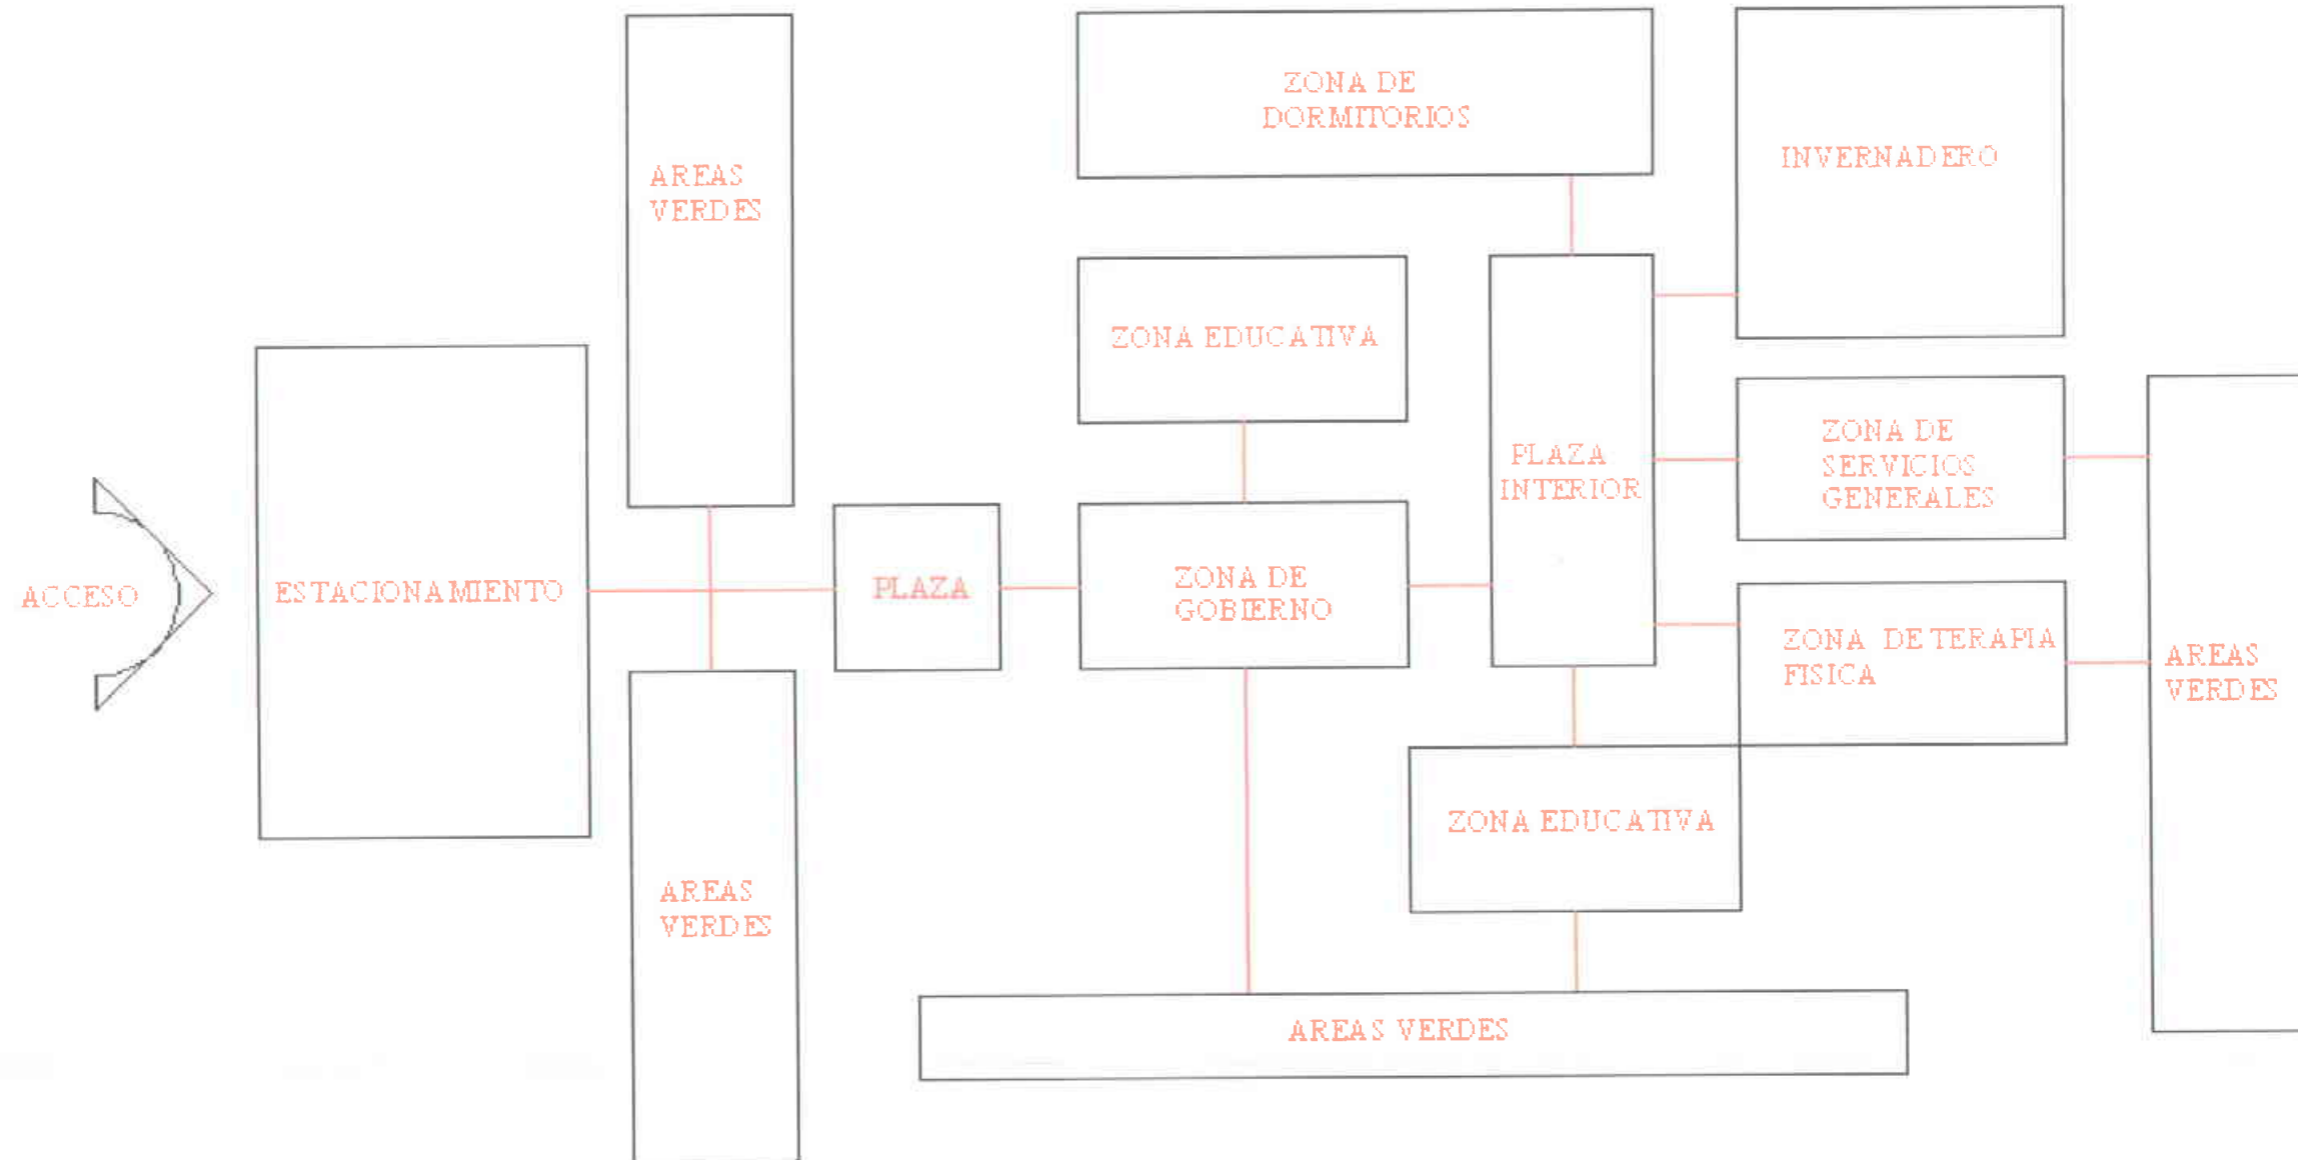 ZONA DE
DORMITORIOS
INVERNADERO
AREAS
VERDES
ZONA EDUCATIVA
ZONA DE
SERVICIOS
GENERALES
PLAZA
INTERIOR
ACCESO
ESTACIONAMIENTO
PLAZA
ZONA DE
GOBIERNO
ZONA DE TERAPIA
FISICA
AREAS
VERDES
ZONA EDUCATIVA
AREAS
VERDES
AREAS VERDES